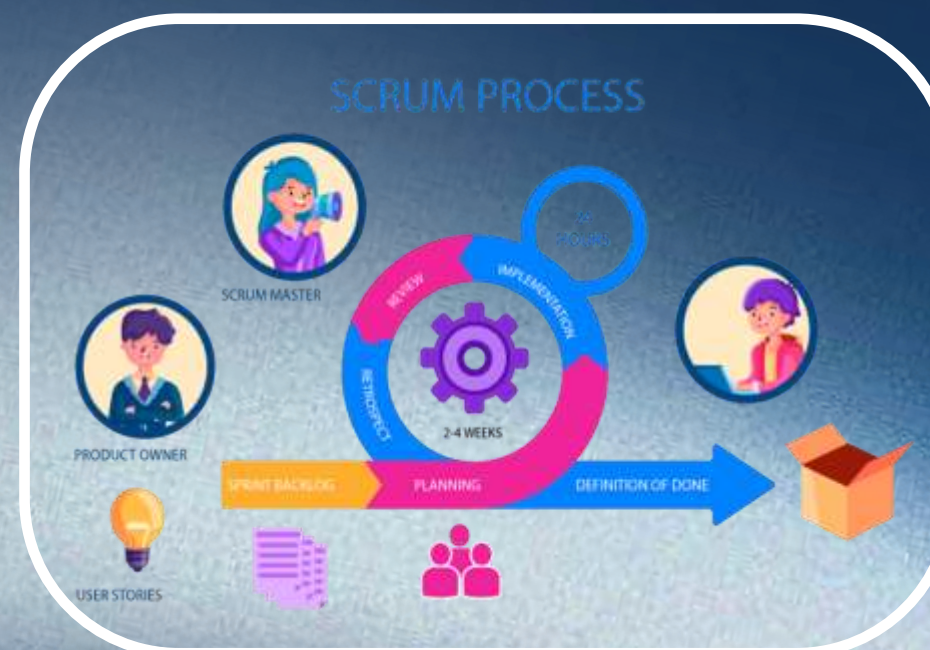 SCRUM PROCESS
SCRUM MASTER
HOURS
REVIEW
IMPLEMENTATION
RETROSPECT
2-4 WEEKS
PRODUCT OWNER
SPRINT BACKLOG
PLANNING
DEFINITION OF DONE
USER STORIES